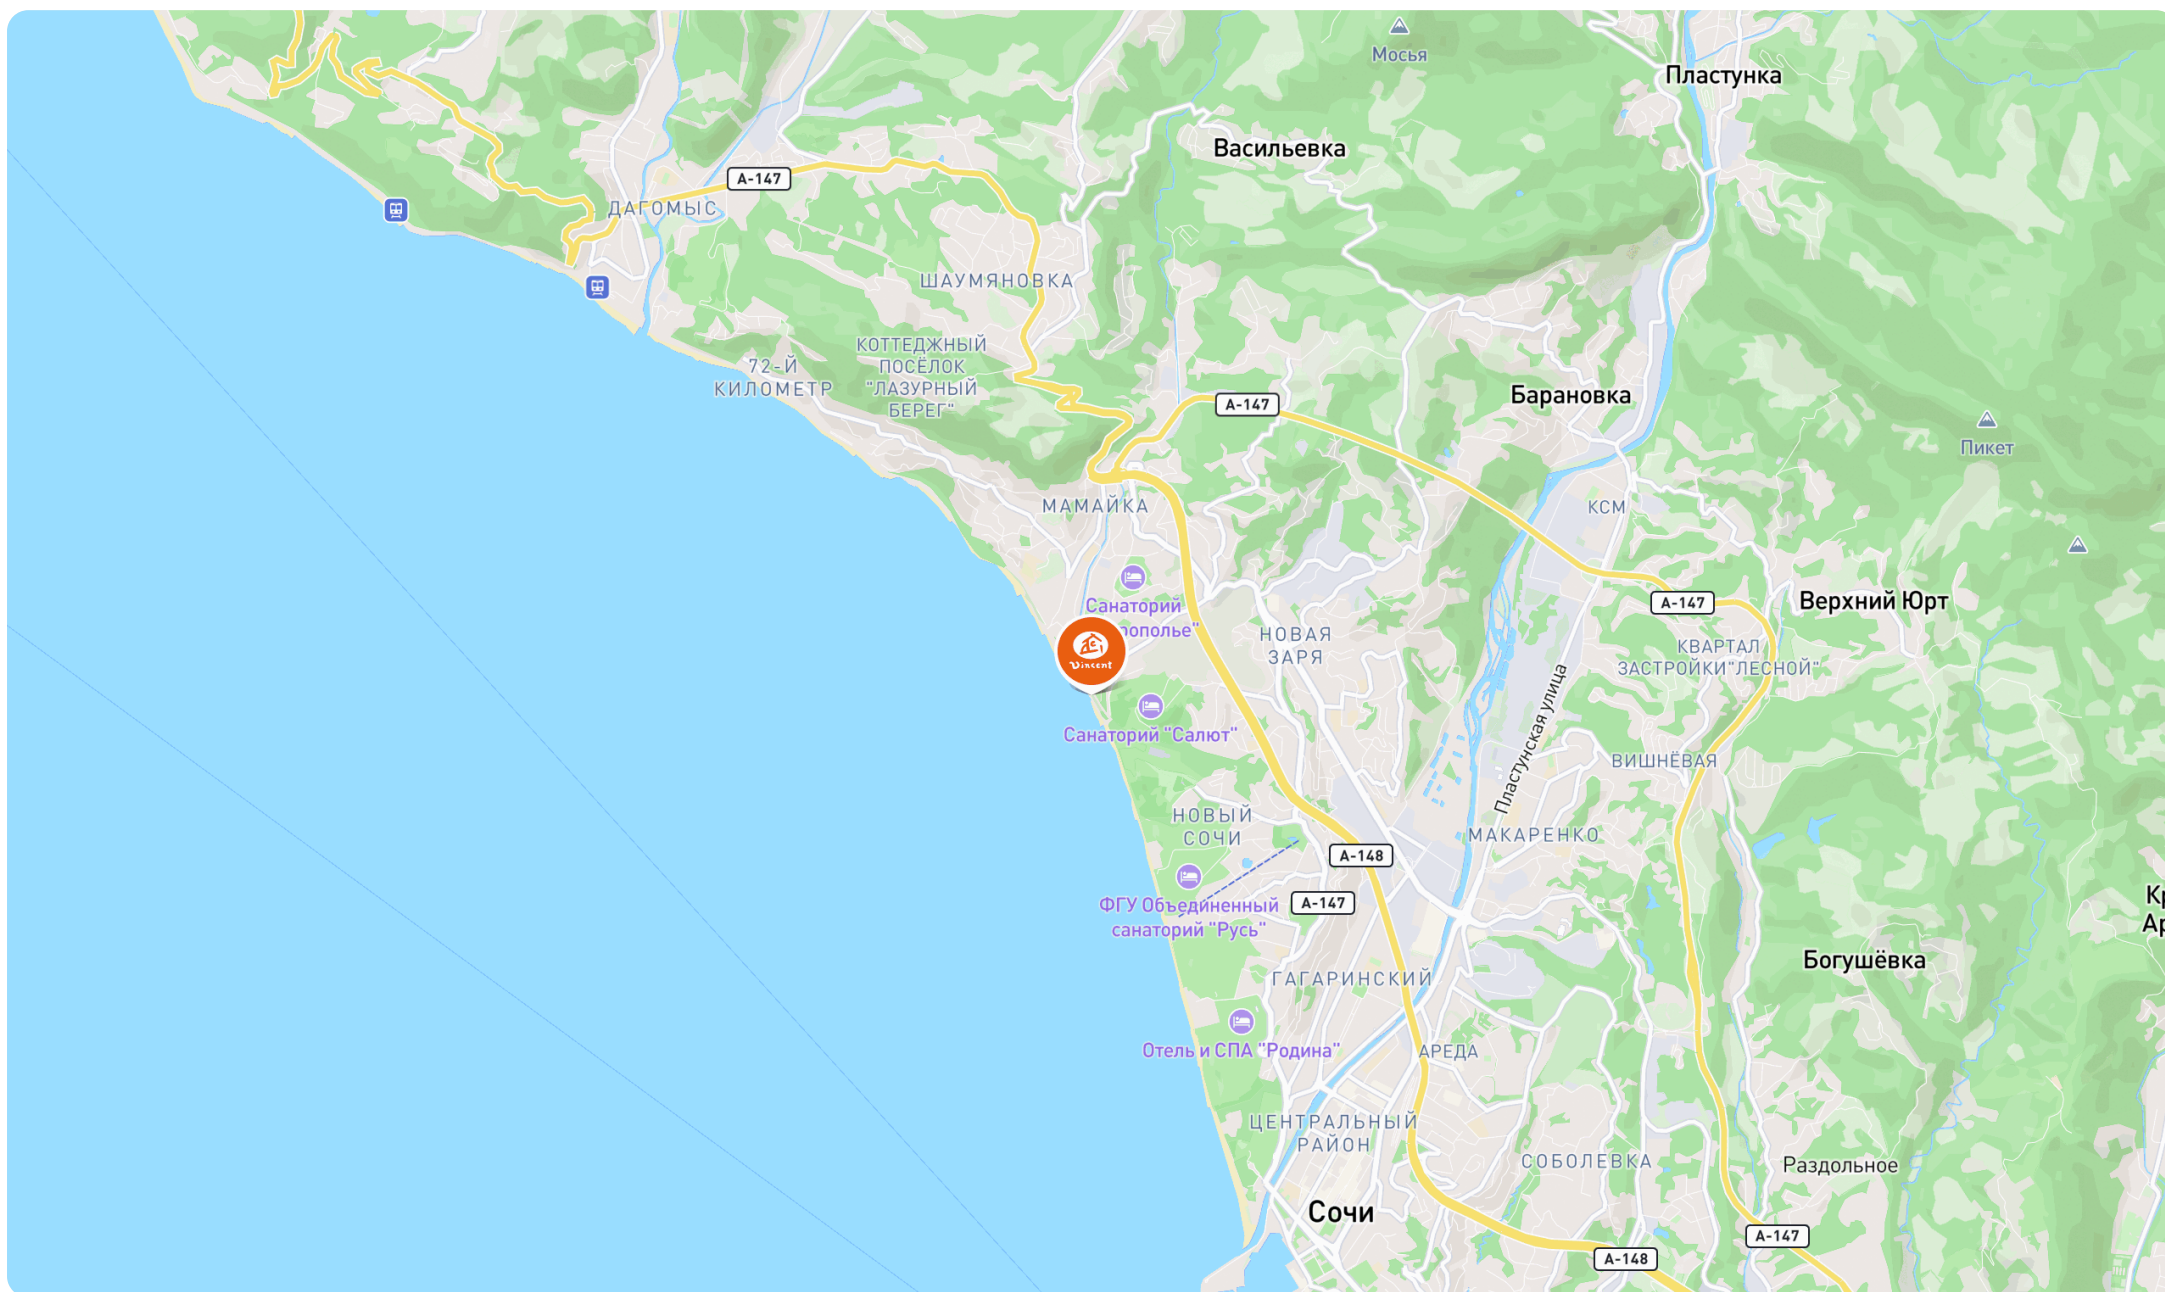 Мосья
Пластунка
Васильевка
А-147
ДАГОМЫС
ШАУМЯНОВКА
КОТТЕДЖНЫЙ
ПОСЁЛОК
"ЛАЗУРНЫЙ
БЕРЕГ"
72-Й
КИЛОМЕТР
А-147
Барановка
Пикет
МАМАЙКА
КСМ
Санаторий
Верхний Юрт
А-147
НОВАЯ
ЗАРЯ
КВАРТАЛ
ЗАСТРОЙКИ"ЛЕСНОЙ"
Vincent
Санаторий "Салют"
Пластунская улица
ВИШНЁВАЯ
НОВЫЙ
СОЧИ
МАКАРЕНКО
А-148
А-147
ФГУ Объединенный
санаторий "Русь"
Богушёвка
ГАГАРИНСКИЙ
Отель и СПА "Родина"
АРЕДА
ЦЕНТРАЛЬНЫЙ
РАЙОН
СОБОЛЕВКА
Раздольное
Сочи
А-147
А-148